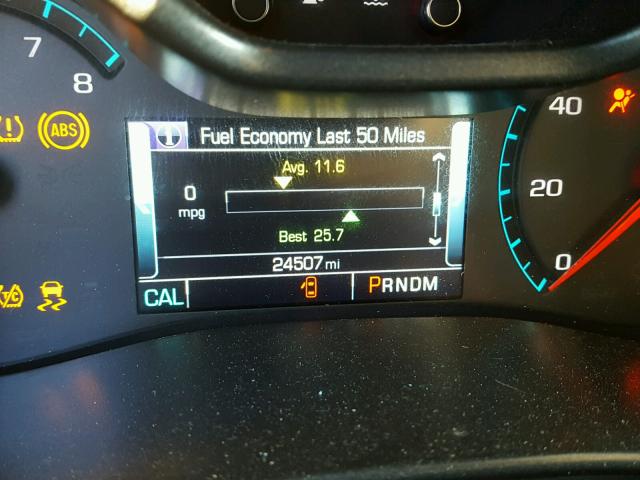 7
8
ABS
Fuel Economy Last 50 Miles
Avg. 11.6
0
mpg
Best 25.7
24507 mi
CAL
PRNDM
40
20
0